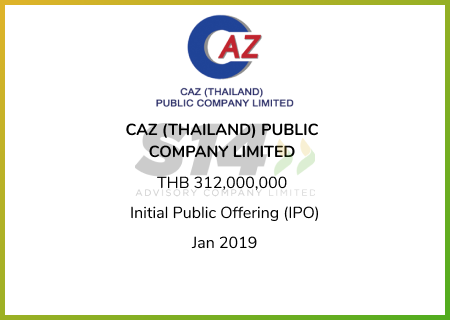 CAZ
CAZ (THAILAND)
PUBLIC COMPANY LIMITED
CAZ (THAILAND) PUBLIC
COMPANY LIMITED
S14
THB 312,000,000
ADVISORY COMPANY LIMITED
Initial Public Offering (IPO)
Jan 2019